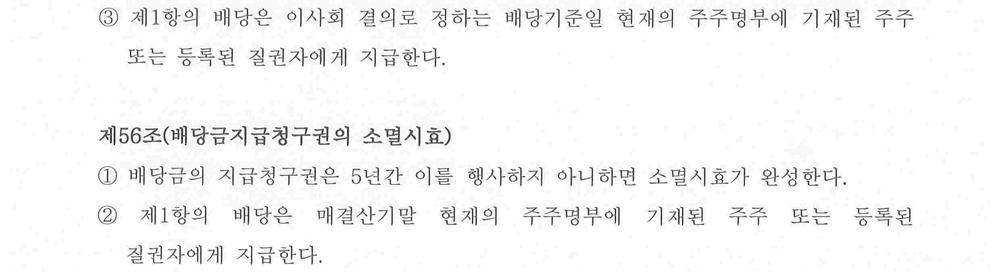 ③ 제1항의 배당은 이사회 결의로 정하는 배당기준일 현재의 주주명부에 기재된 주주
또는 등록된 질권자에게 지급한다.
제56조(배당금지급청구권의 소멸시효)
① 배당금의 지급청구권은 5년간 이를 행사하지 아니하면 소멸시효가 완성한다.
② 제1항의 배당은 매결산기말 현재의 주주명부에 기재된 주주 또는 등록된
질권자에게 지급한다.